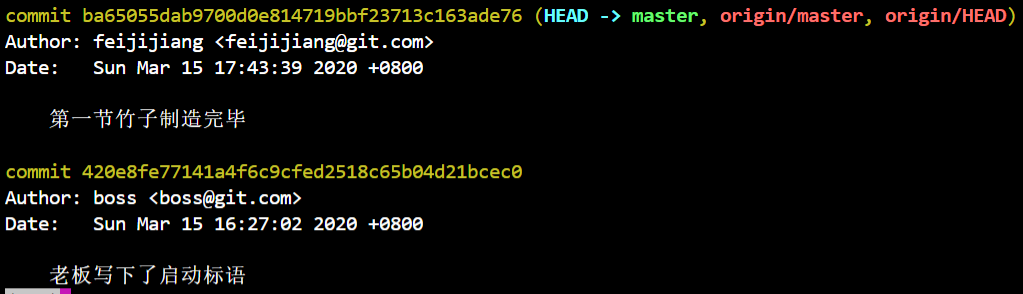 commit ba65055dab9700d0e814719bbf23713c163ade76 (HEAD -> master, origin/master, origin/HEAD)
Author: feijijiang <feijijiang@git.com>
Date:   Sun Mar 15 17:43:39 2020 +0800
第一节竹子制造完毕
commit 420e8fe77141a4f6c9cfed2518c65b04d21bcec0
Author: boss <boss@git.com>
Date:   Sun Mar 15 16:27:02 2020 +0800
老板写下了启动标语